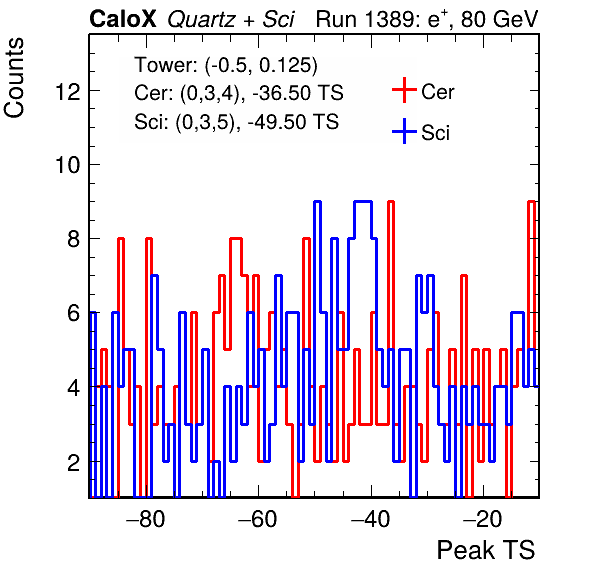 CaloX Quartz + Sci Run 1389: e⁺, 80 GeV
Counts
Tower: (-0.5, 0.125)
Cer: (0,3,4), -36.50 TS
Sci: (0,3,5), -49.50 TS
Cer
Sci
12
10
8
6
4
2
−80 −60 −40 −20
Peak TS